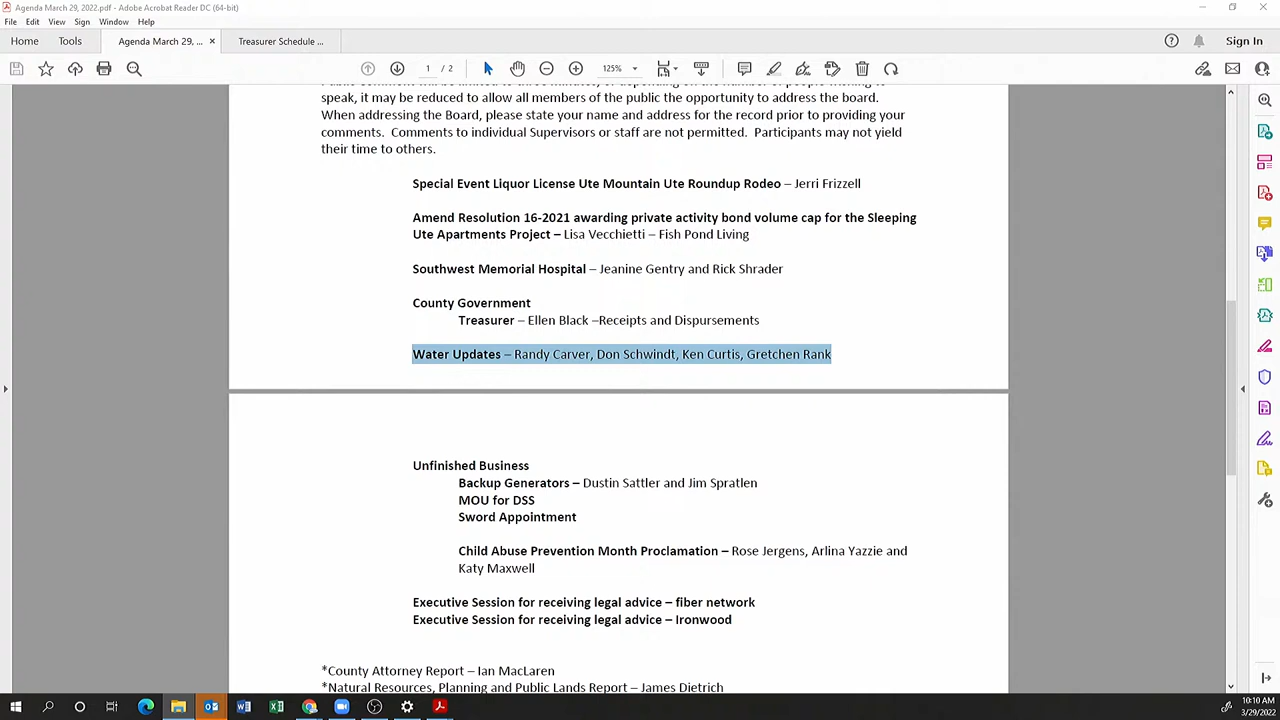 Agenda March 29, 2022.pdf - Adobe Acrobat Reader DC (64-bit)
File Edit View Sign Window Help
Home Tools Agenda March 29, ... × Treasurer Schedule ... Sign In
1 / 2 125%
speak, it may be reduced to allow all members of the public the opportunity to address the board.
When addressing the Board, please state your name and address for the record prior to providing your
comments. Comments to individual Supervisors or staff are not permitted. Participants may not yield
their time to others.
Special Event Liquor License Ute Mountain Ute Roundup Rodeo – Jerri Frizzell
Amend Resolution 16-2021 awarding private activity bond volume cap for the Sleeping
Ute Apartments Project – Lisa Vecchietti – Fish Pond Living
Southwest Memorial Hospital – Jeanine Gentry and Rick Shrader
County Government
Treasurer – Ellen Black –Receipts and Dispursements
Water Updates – Randy Carver, Don Schwindt, Ken Curtis, Gretchen Rank
Unfinished Business
Backup Generators – Dustin Sattler and Jim Spratlen
MOU for DSS
Sword Appointment
Child Abuse Prevention Month Proclamation – Rose Jergens, Arlina Yazzie and
Katy Maxwell
Executive Session for receiving legal advice – fiber network
Executive Session for receiving legal advice – Ironwood
*County Attorney Report – Ian MacLaren
*Natural Resources, Planning and Public Lands Report – James Dietrich
10:10 AM
3/29/2022